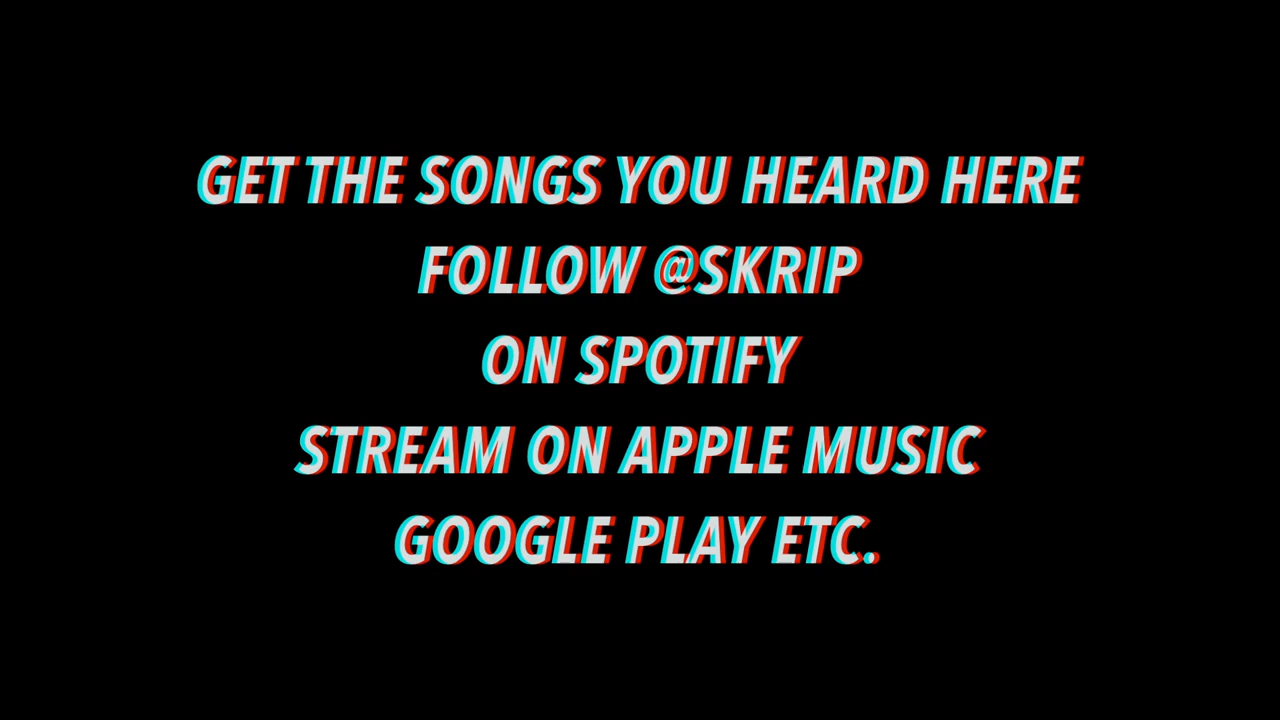 GET THE SONGS YOU HEARD HERE
FOLLOW @SKRIP
ON SPOTIFY
STREAM ON APPLE MUSIC
GOOGLE PLAY ETC.